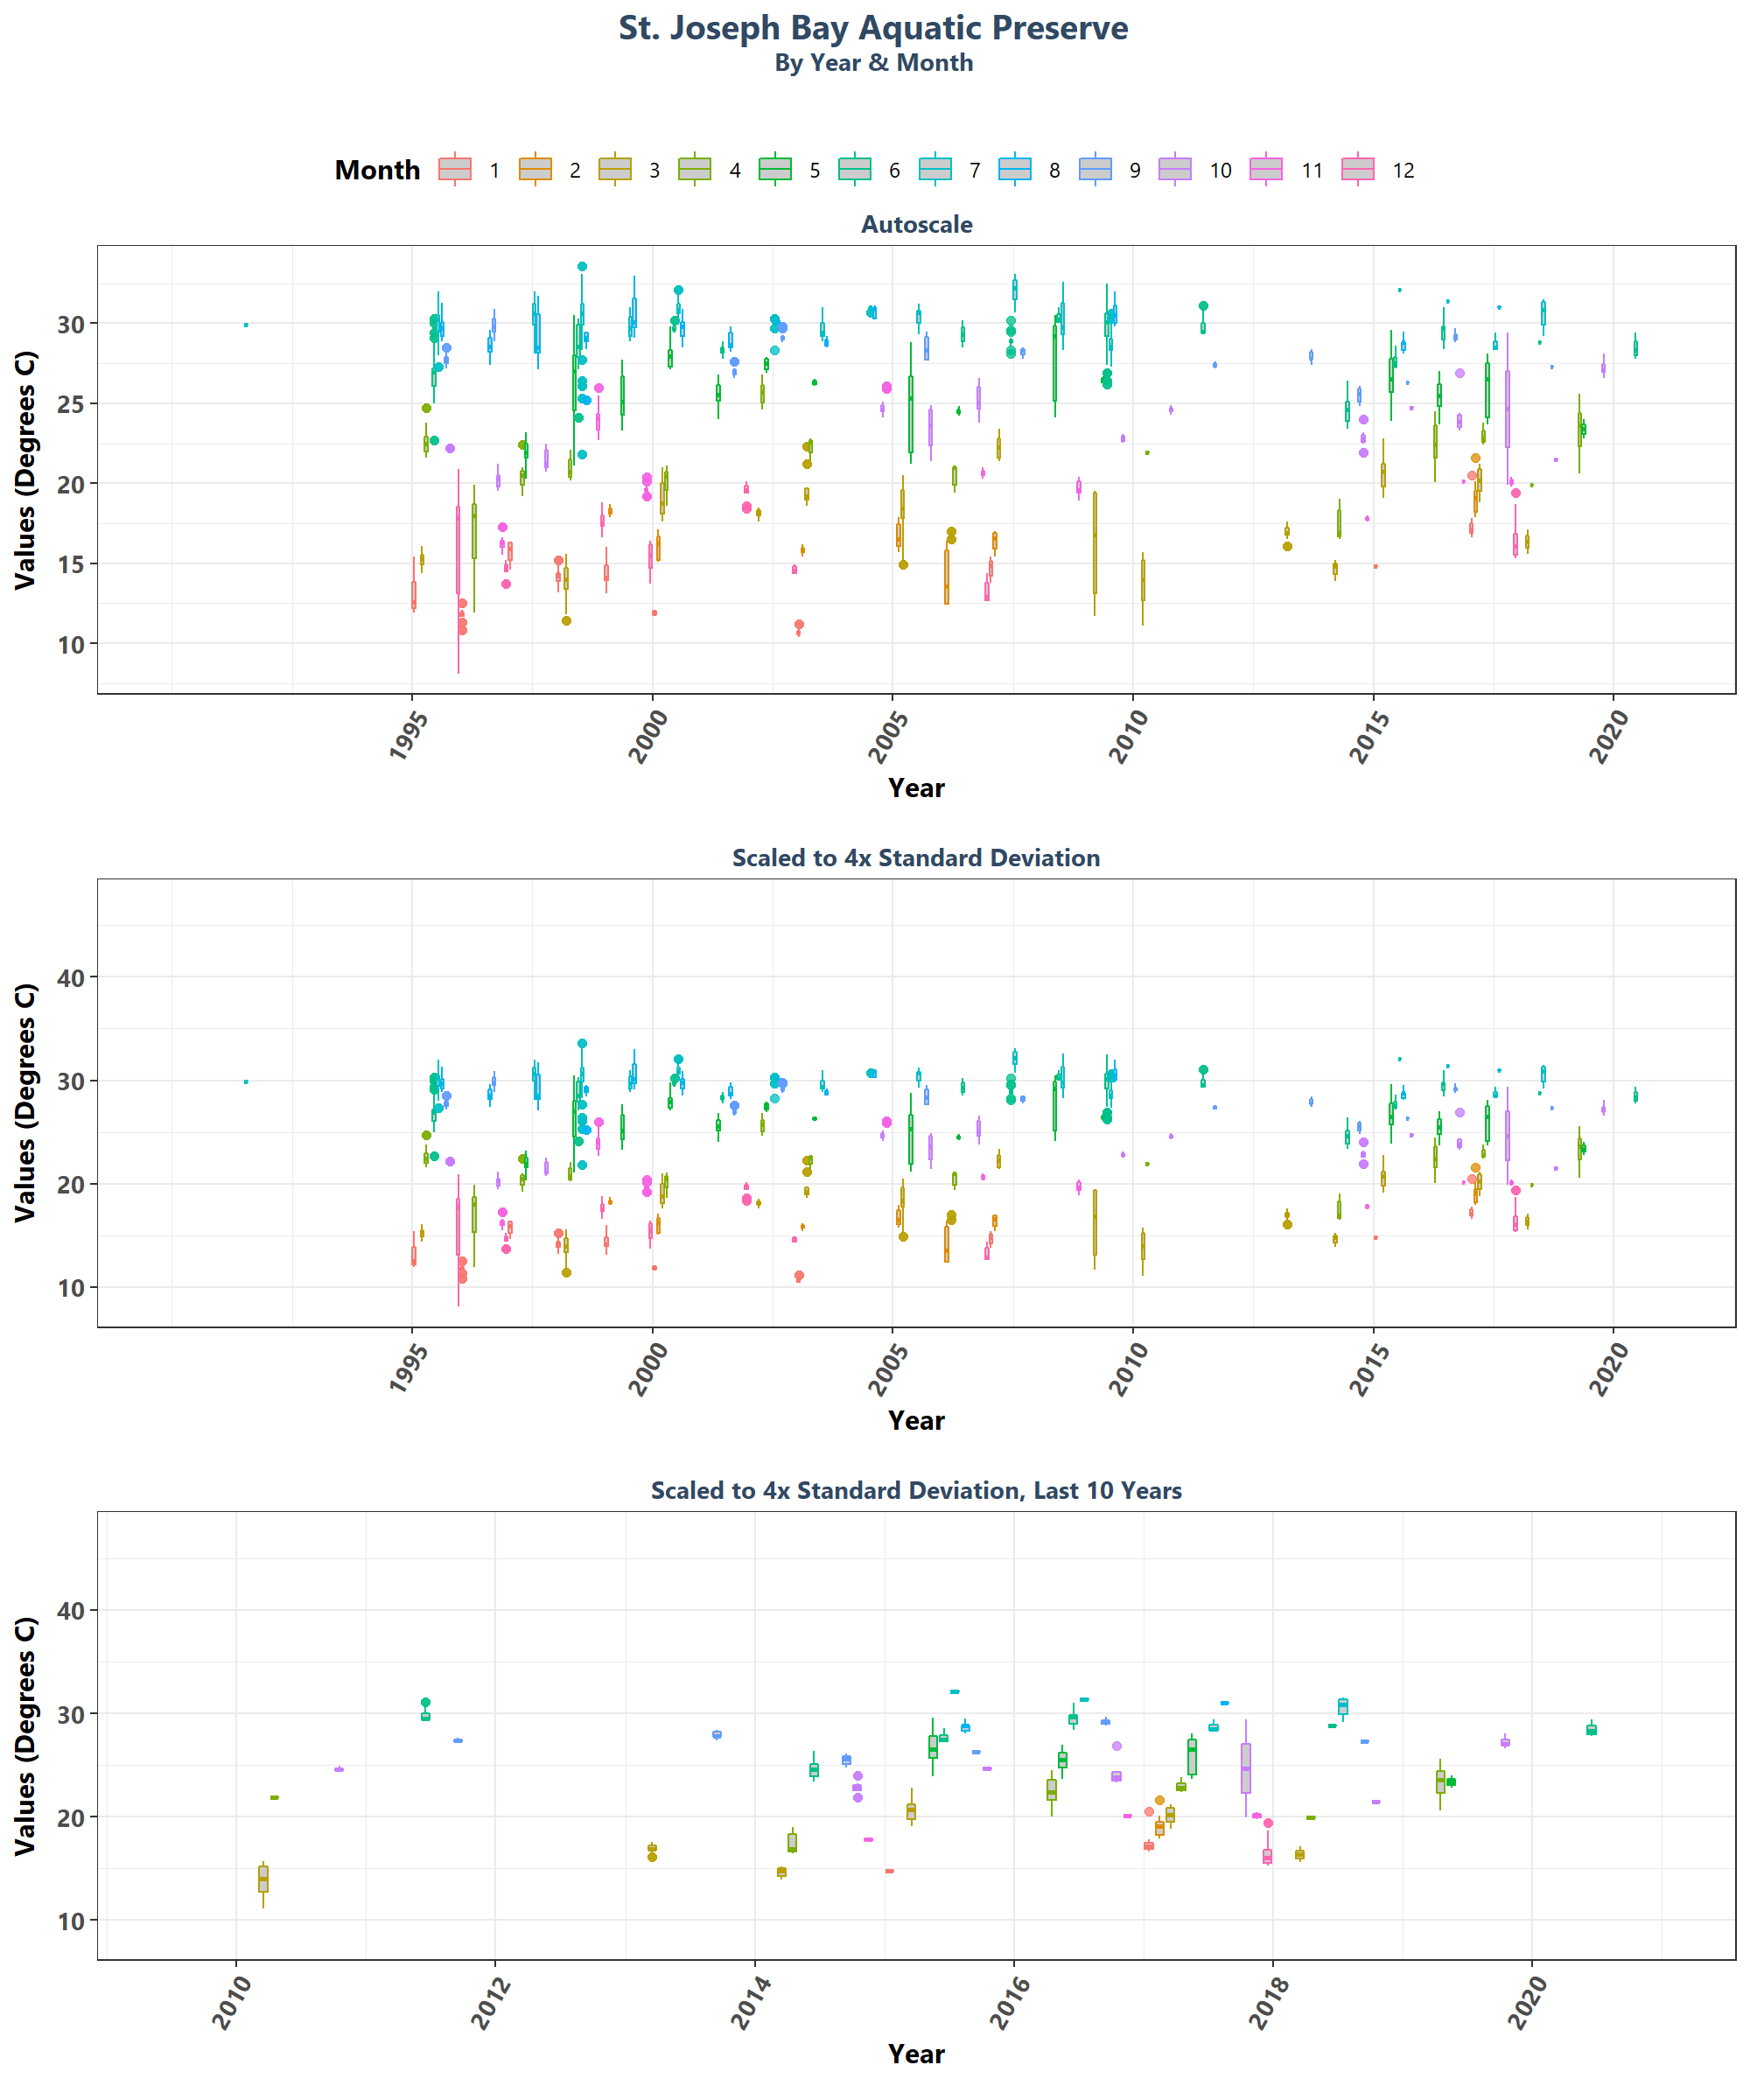 St. Joseph Bay Aquatic Preserve
By Year & Month
Month 1 2 3 4 5 6 7 8 9 10 11 12
Autoscale
Values (Degrees C)
30
25
20
15
10
1995 2000 2005 2010 2015 2020
Year
Scaled to 4x Standard Deviation
Values (Degrees C)
40
30
20
10
1995 2000 2005 2010 2015 2020
Year
Scaled to 4x Standard Deviation, Last 10 Years
Values (Degrees C)
40
30
20
10
2010 2012 2014 2016 2018 2020
Year